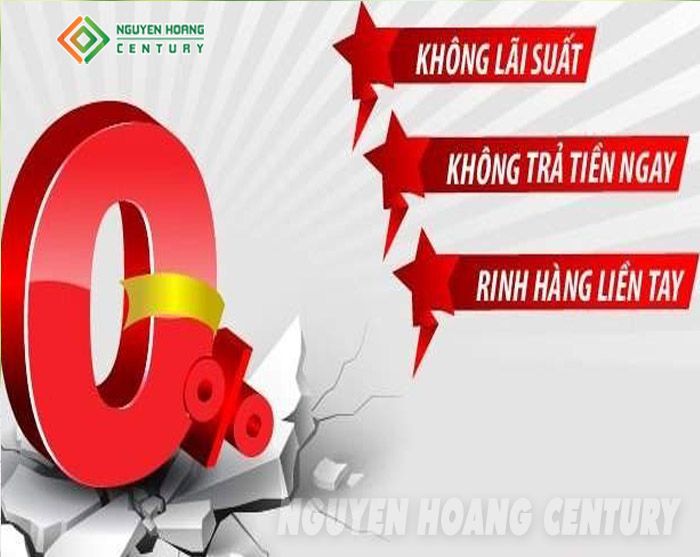 NGUYEN HOANG
CENTURY
KHÔNG LÃI SUẤT
KHÔNG TRẢ TIỀN NGAY
RINH HÀNG LIỀN TAY
0%
NGUYEN HOANG CENTURY